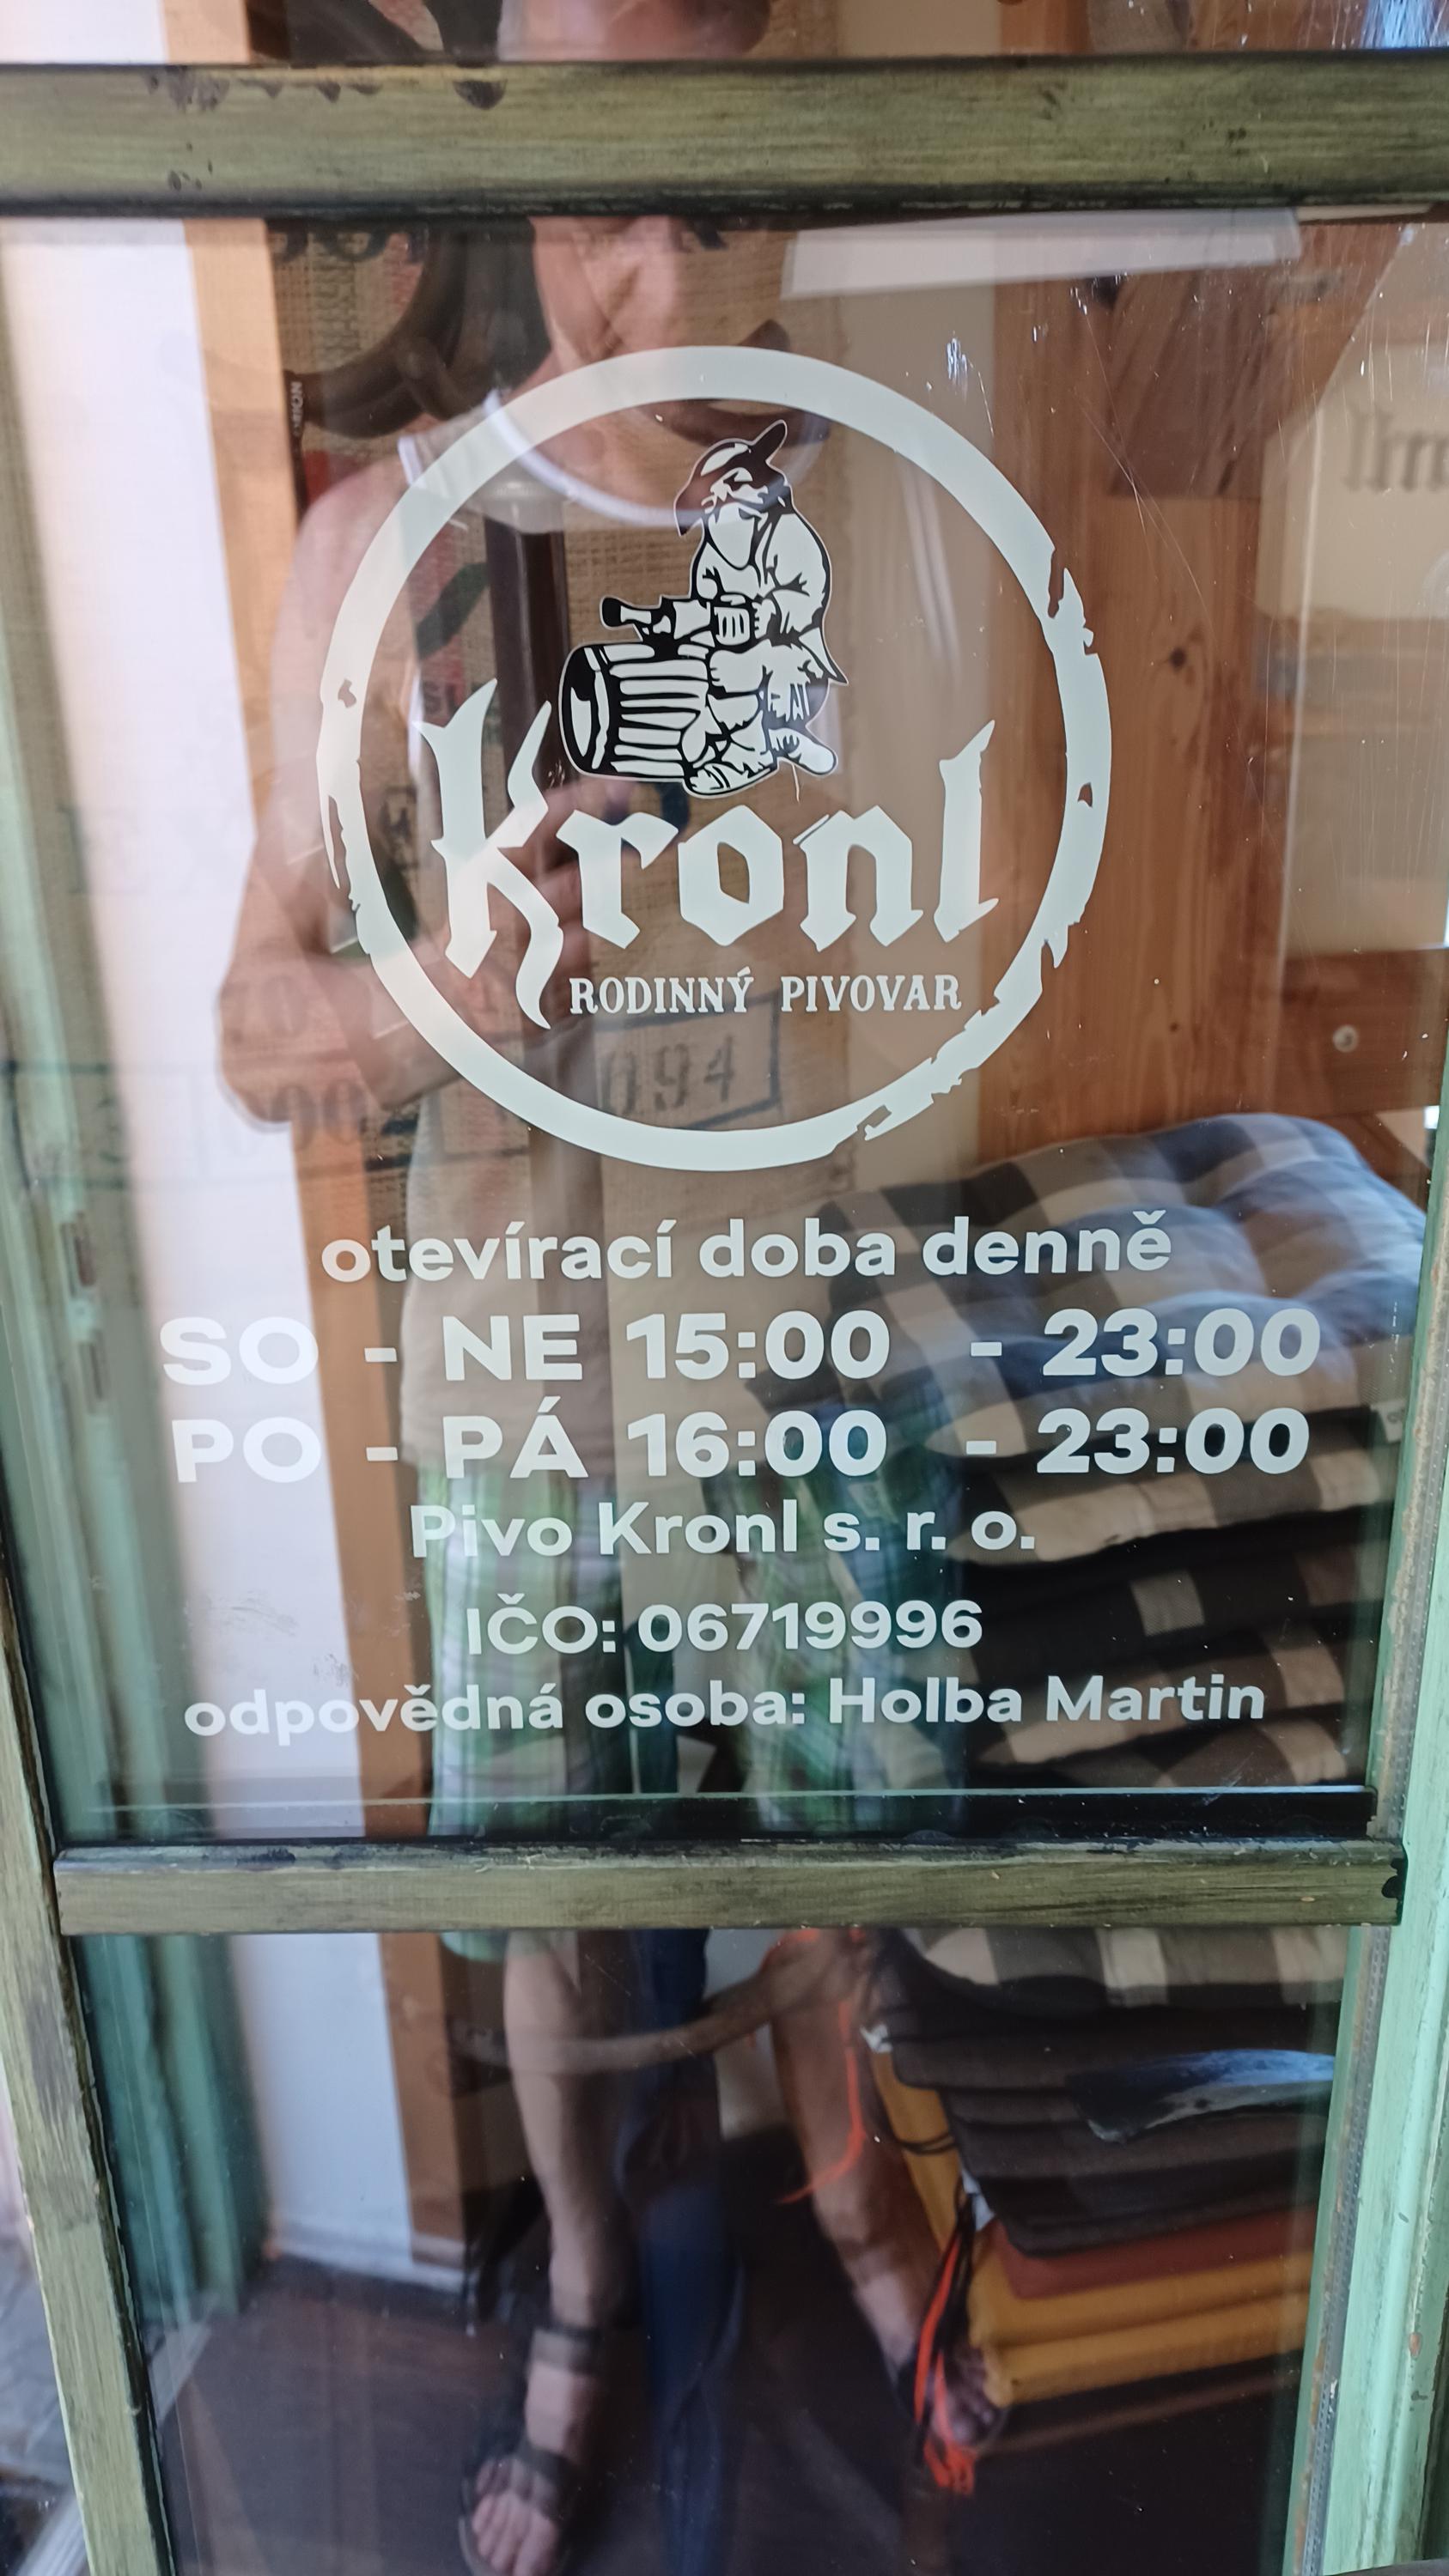 Kronl
RODINNÝ PIVOVAR
094
otevírací doba denně
SO - NE 15:00 - 23:00
PO - PÁ 16:00 - 23:00
Pivo Kronl s. r. o.
IČO: 06719996
odpovědná osoba: Holba Martin